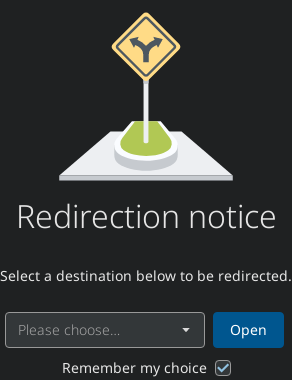 Redirection notice
Select a destination below to be redirected.
Please choose...
Open
Remember my choice